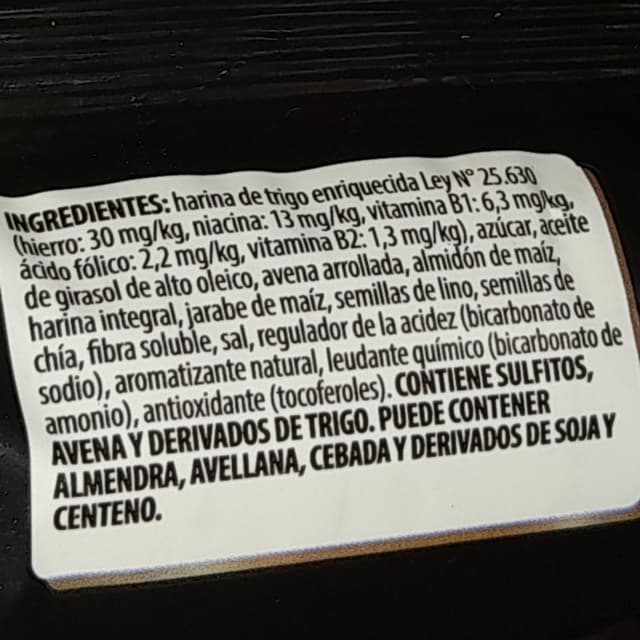 INGREDIENTES: harina de trigo enriquecida Ley Nº 25.630
(hierro: 30 mg/kg, niacina: 13 mg/kg, vitamina B1: 6,3 mg/kg,
ácido fólico: 2,2 mg/kg, vitamina B2: 1,3 mg/kg), azúcar, aceite
de girasol de alto oleico, avena arrollada, almidón de maíz,
harina integral, jarabe de maíz, semillas de lino, semillas de
chía, fibra soluble, sal, regulador de la acidez (bicarbonato de
sodio), aromatizante natural, leudante químico (bicarbonato de
amonio), antioxidante (tocoferoles). CONTIENE SULFITOS,
AVENA Y DERIVADOS DE TRIGO. PUEDE CONTENER
ALMENDRA, AVELLANA, CEBADA Y DERIVADOS DE SOJA Y
CENTENO.